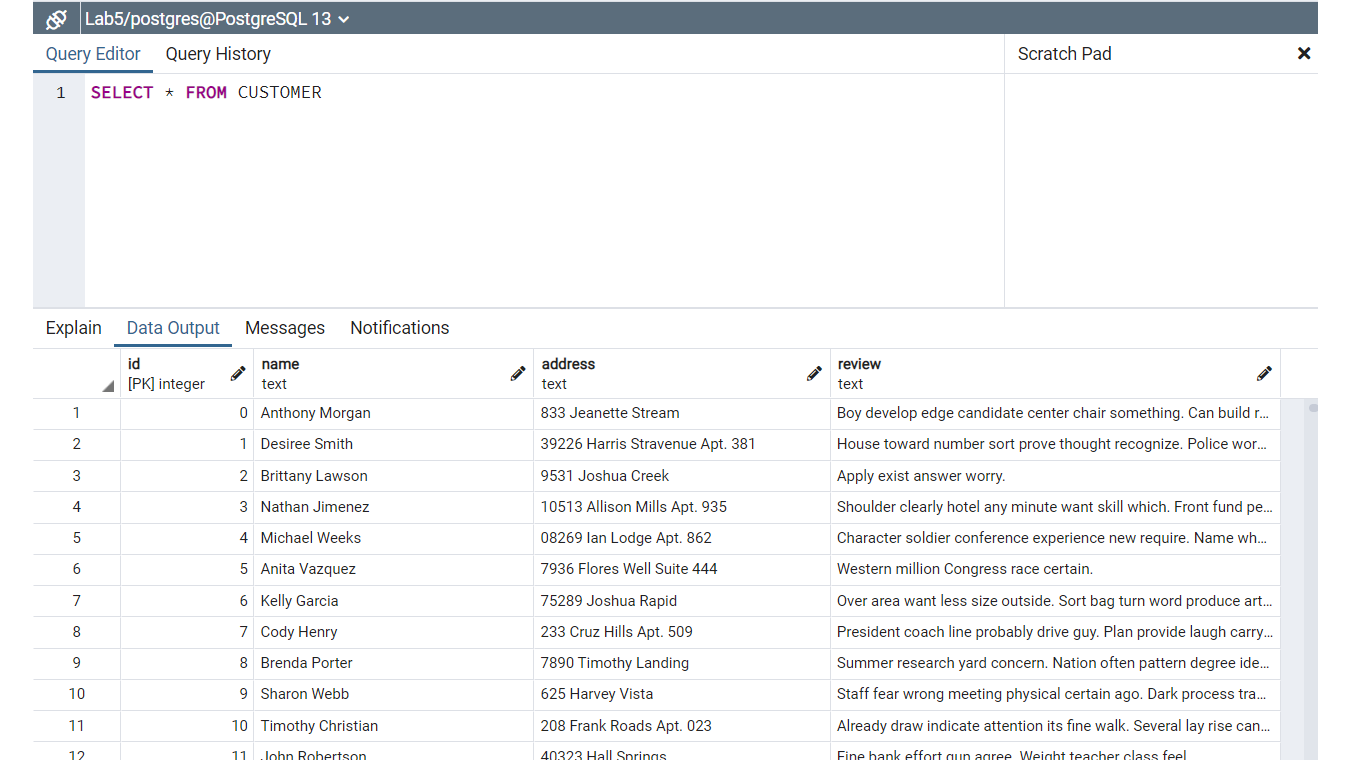 Lab5/postgres@PostgreSQL 13
Query Editor Query History Scratch Pad
1 SELECT * FROM CUSTOMER
Explain Data Output Messages Notifications
id name address review
[PK] integer text text text
1 0 Anthony Morgan 833 Jeanette Stream Boy develop edge candidate center chair something. Can build r...
2 1 Desiree Smith 39226 Harris Stravenue Apt. 381 House toward number sort prove thought recognize. Police wor...
3 2 Brittany Lawson 9531 Joshua Creek Apply exist answer worry.
4 3 Nathan Jimenez 10513 Allison Mills Apt. 935 Shoulder clearly hotel any minute want skill which. Front fund pe...
5 4 Michael Weeks 08269 Ian Lodge Apt. 862 Character soldier conference experience new require. Name wh...
6 5 Anita Vazquez 7936 Flores Well Suite 444 Western million Congress race certain.
7 6 Kelly Garcia 75289 Joshua Rapid Over area want less size outside. Sort bag turn word produce art...
8 7 Cody Henry 233 Cruz Hills Apt. 509 President coach line probably drive guy. Plan provide laugh carry...
9 8 Brenda Porter 7890 Timothy Landing Summer research yard concern. Nation often pattern degree ide...
10 9 Sharon Webb 625 Harvey Vista Staff fear wrong meeting physical certain ago. Dark process tra...
11 10 Timothy Christian 208 Frank Roads Apt. 023 Already draw indicate attention its fine walk. Several lay rise can...
12 11 John Robertson 40323 Hall Springs Fine bank effort gun agree. Weight teacher class feel